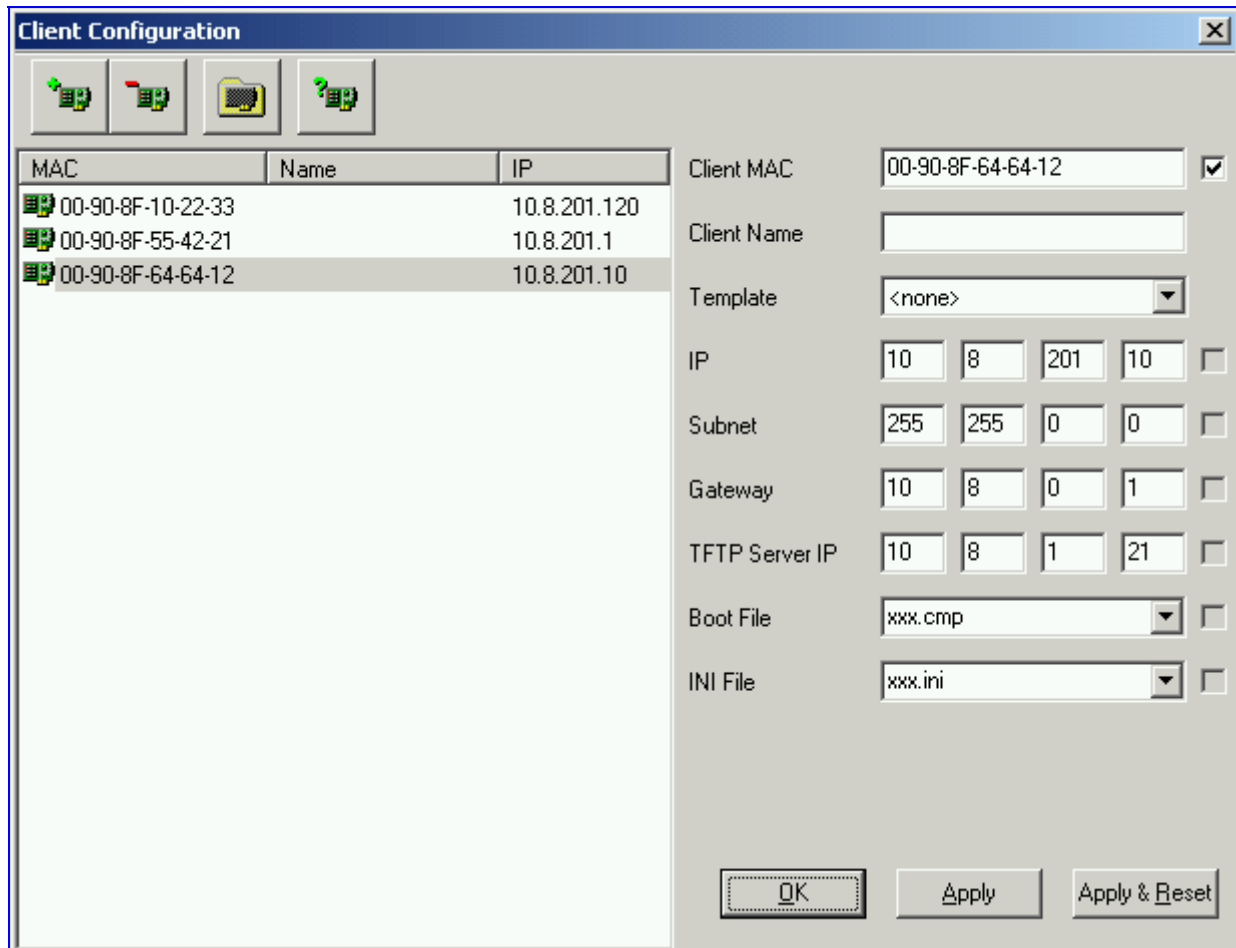 Client Configuration
MAC Name IP
00-90-8F-10-22-33 10.8.201.120
00-90-8F-55-42-21 10.8.201.1
00-90-8F-64-64-12 10.8.201.10
Client MAC 00-90-8F-64-64-12
Client Name
Template <none>
IP 10 8 201 10
Subnet 255 255 0 0
Gateway 10 8 0 1
TFTP Server IP 10 8 1 21
Boot File xxx.cmp
INI File xxx.ini
OK Apply Apply & Reset